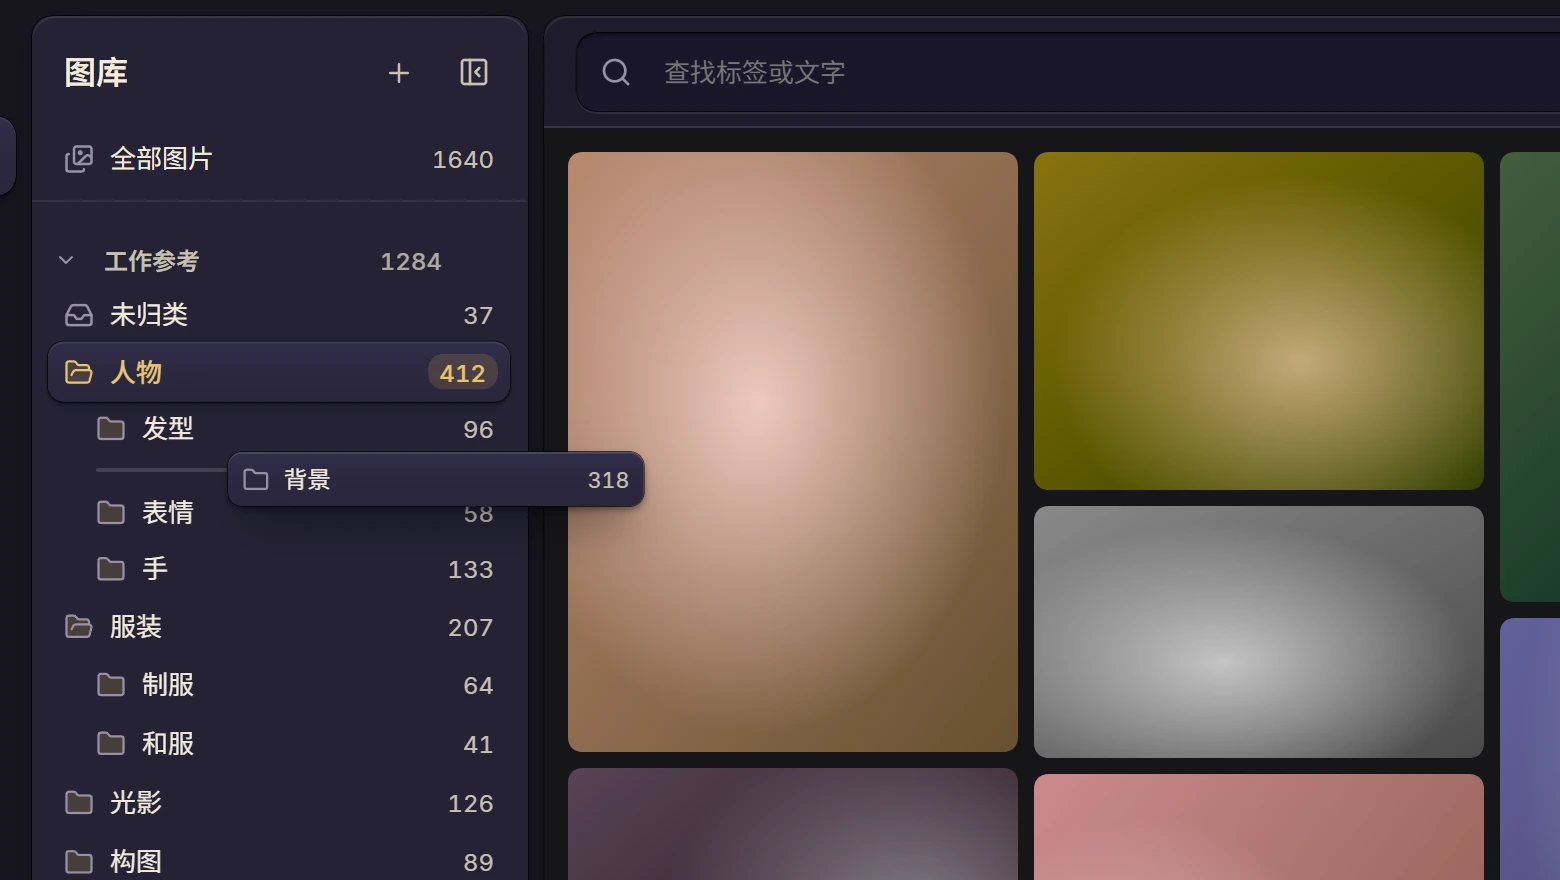 图库
查找标签或文字
全部图片 1640
工作参考 1284
未归类 37
人物 412
发型 96
背景 318
表情 58
手 133
服装 207
制服 64
和服 41
光影 126
构图 89